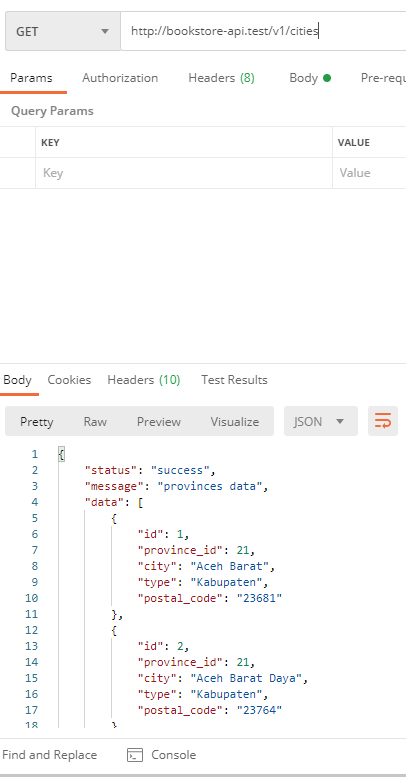 GET http://bookstore-api.test/v1/cities
Params Authorization Headers (8) Body Pre-requ
Query Params
KEY VALUE
Key Value
Body Cookies Headers (10) Test Results
Pretty Raw Preview Visualize JSON
1 {
2 "status": "success",
3 "message": "provinces data",
4 "data": [
5 {
6 "id": 1,
7 "province_id": 21,
8 "city": "Aceh Barat",
9 "type": "Kabupaten",
10 "postal_code": "23681"
11 },
12 {
13 "id": 2,
14 "province_id": 21,
15 "city": "Aceh Barat Daya",
16 "type": "Kabupaten",
17 "postal_code": "23764"
18 }
Find and Replace Console